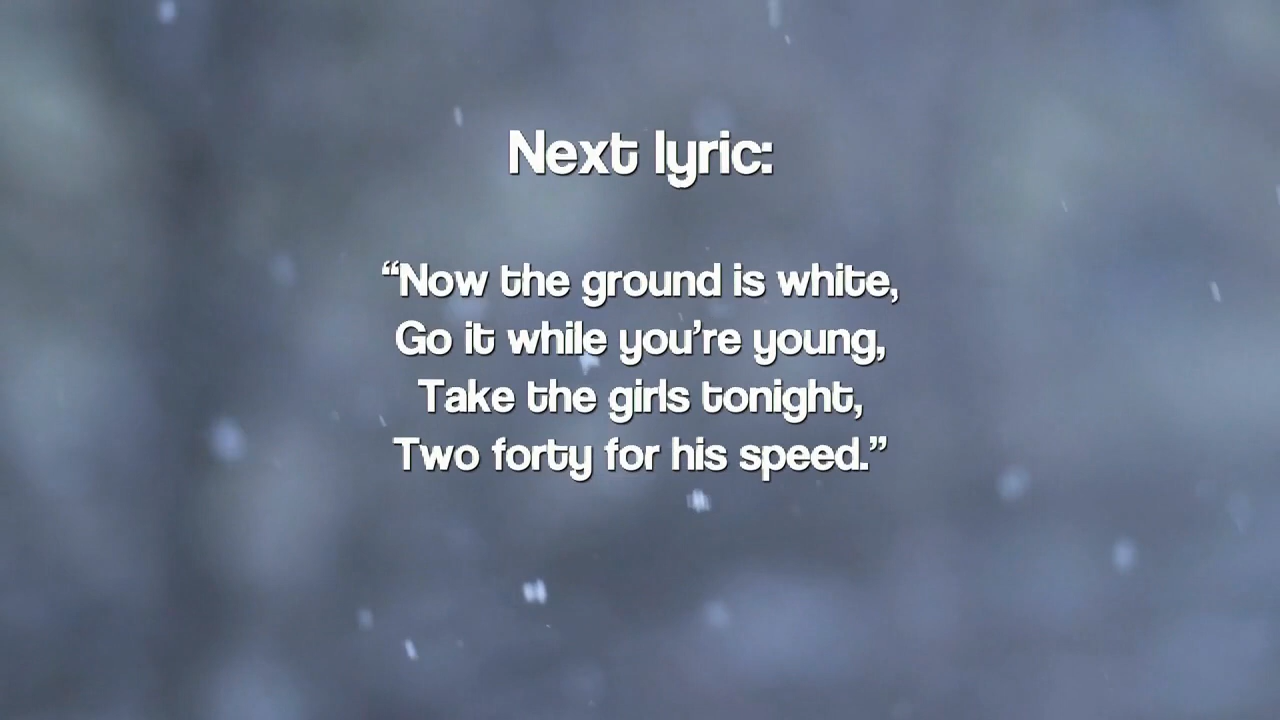 Next lyric:
“Now the ground is white,
Go it while you’re young,
Take the girls tonight,
Two forty for his speed.”